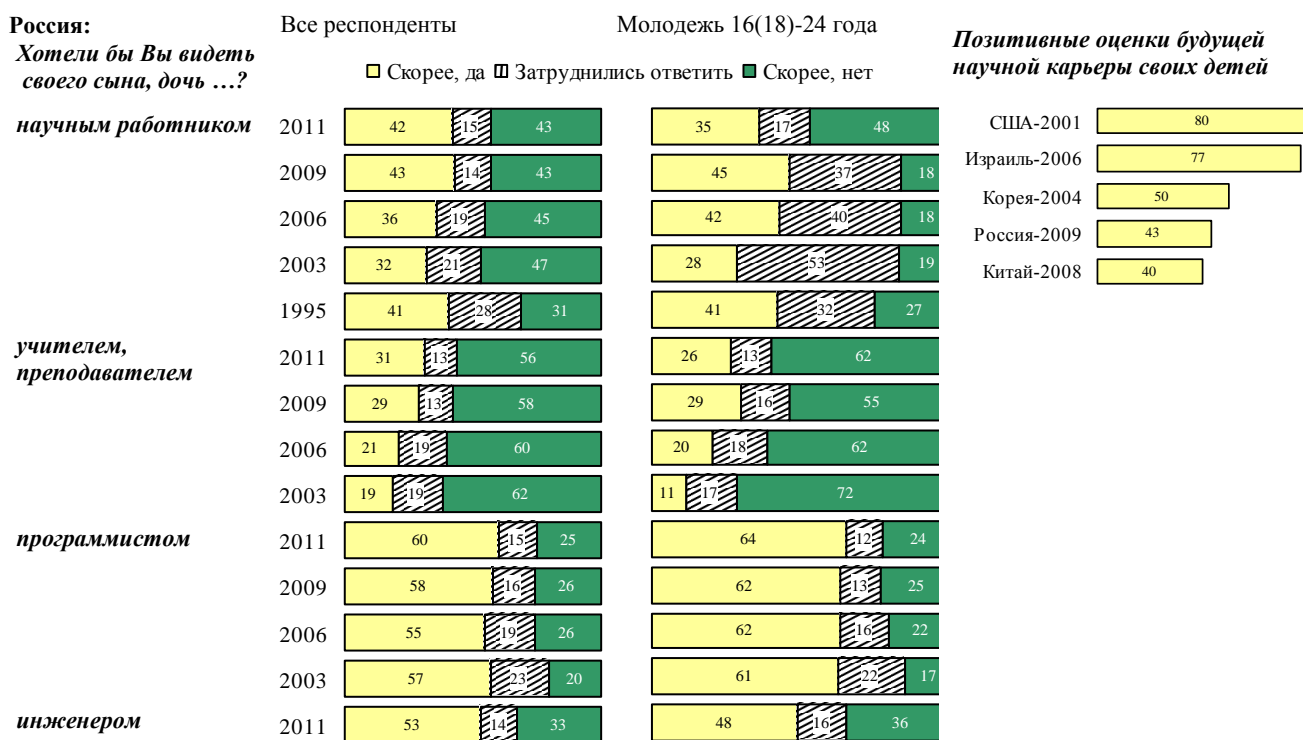 Россия:
Хотели бы Вы видеть
своего сына, дочь …?
Все респонденты
Молодежь 16(18)-24 года
Скорее, да Затруднились ответить Скорее, нет
Позитивные оценки будущей
научной карьеры своих детей
научным работником 2011 42 15 43 35 17 48
2009 43 14 43 45 37 18
2006 36 19 45 42 40 18
2003 32 21 47 28 53 19
1995 41 28 31 41 32 27
учителем,
преподавателем
2011 31 13 56 26 13 62
2009 29 13 58 29 16 55
2006 21 19 60 20 18 62
2003 19 19 62 11 17 72
программистом 2011 60 15 25 64 12 24
2009 58 16 26 62 13 25
2006 55 19 26 62 16 22
2003 57 23 20 61 22 17
инженером 2011 53 14 33 48 16 36
США-2001 80
Израиль-2006 77
Корея-2004 50
Россия-2009 43
Китай-2008 40